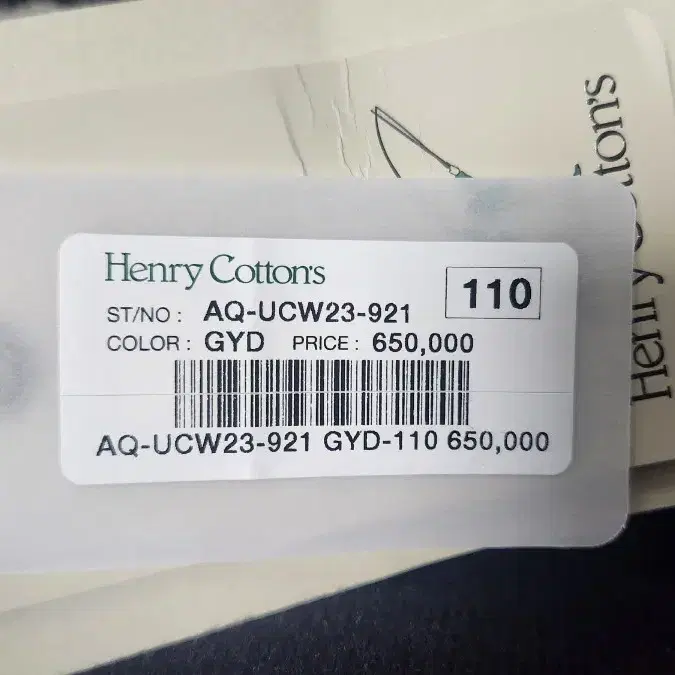 Henry Cotton's
110
ST/NO : AQ-UCW23-921
COLOR : GYD PRICE : 650,000
AQ-UCW23-921 GYD-110 650,000
Henry Cotton's